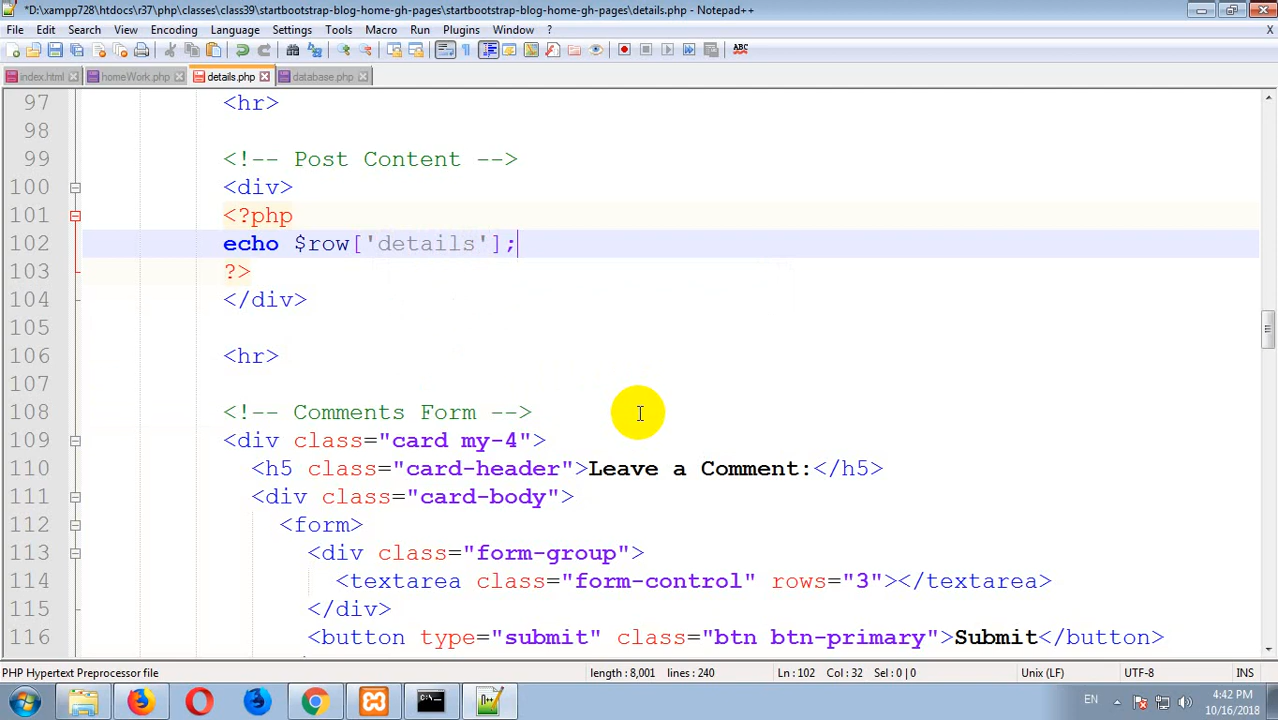 *D:\xampp728\htdocs\r37\php\classes\class39\startbootstrap-blog-home-gh-pages\startbootstrap-blog-home-gh-pages\details.php - Notepad++
File Edit Search View Encoding Language Settings Tools Macro Run Plugins Window ? X
index.html homeWork.php details.php database.php
97 <hr>
98
99 <!-- Post Content -->
100 <div>
101 <?php
102 echo $row['details'];
103 ?>
104 </div>
105
106 <hr>
107
108 <!-- Comments Form -->
109 <div class="card my-4">
110 <h5 class="card-header">Leave a Comment:</h5>
111 <div class="card-body">
112 <form>
113 <div class="form-group">
114 <textarea class="form-control" rows="3"></textarea>
115 </div>
116 <button type="submit" class="btn btn-primary">Submit</button>
PHP Hypertext Preprocessor file length : 8,001 lines : 240 Ln : 102 Col : 32 Sel : 0 | 0 Unix (LF) UTF-8 INS
EN 4:42 PM
10/16/2018